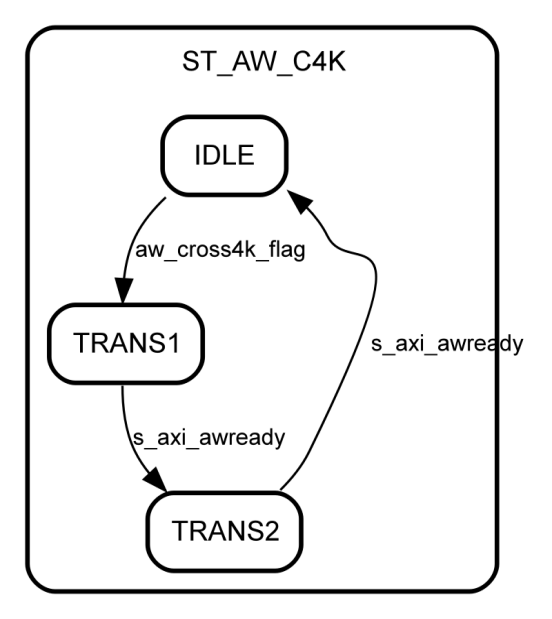 ST_AW_C4K
IDLE
aw_cross4k_flag
TRANS1
s_axi_awready
s_axi_awready
TRANS2